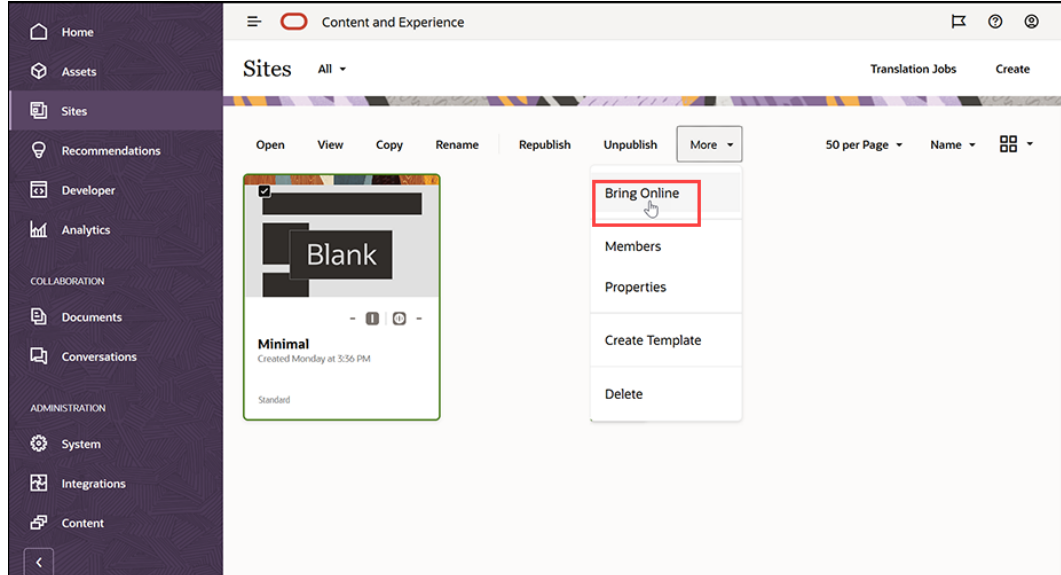 Home
Assets
Sites
Recommendations
Developer
Analytics
COLLABORATION
Documents
Conversations
ADMINISTRATION
System
Integrations
Content
Content and Experience
Sites All
Translation Jobs Create
Open View Copy Rename Republish Unpublish More 50 per Page Name
Bring Online
Members
Properties
Create Template
Delete
Blank
Minimal
Created Monday at 3:36 PM
Standard